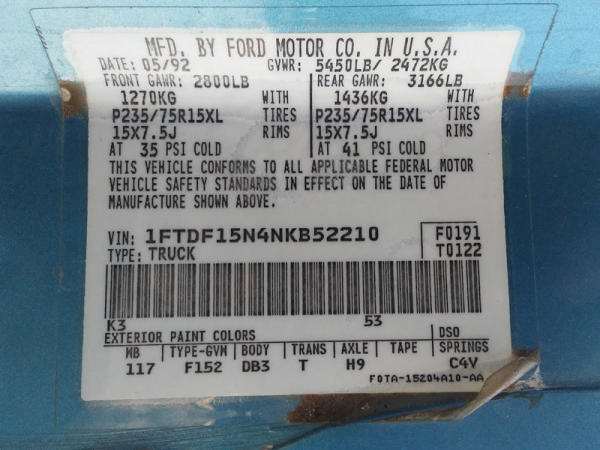 MFD. BY FORD MOTOR CO. IN U.S.A.
DATE: 05/92 GVWR: 5450LB/ 2472KG
FRONT GAWR: 2800LB REAR GAWR: 3166LB
1270KG WITH 1436KG WITH
P235/75R15XL TIRES P235/75R15XL TIRES
15X7.5J RIMS 15X7.5J RIMS
AT 35 PSI COLD AT 41 PSI COLD
THIS VEHICLE CONFORMS TO ALL APPLICABLE FEDERAL MOTOR
VEHICLE SAFETY STANDARDS IN EFFECT ON THE DATE OF
MANUFACTURE SHOWN ABOVE.
VIN: 1FTDF15N4NKB52210 F0191
TYPE: TRUCK T0122
K3 53
EXTERIOR PAINT COLORS DSO
WB TYPE-GVM BODY TRANS AXLE TAPE SPRINGS
117 F152 DB3 T H9 C4V
F0TA-15204A10-AA